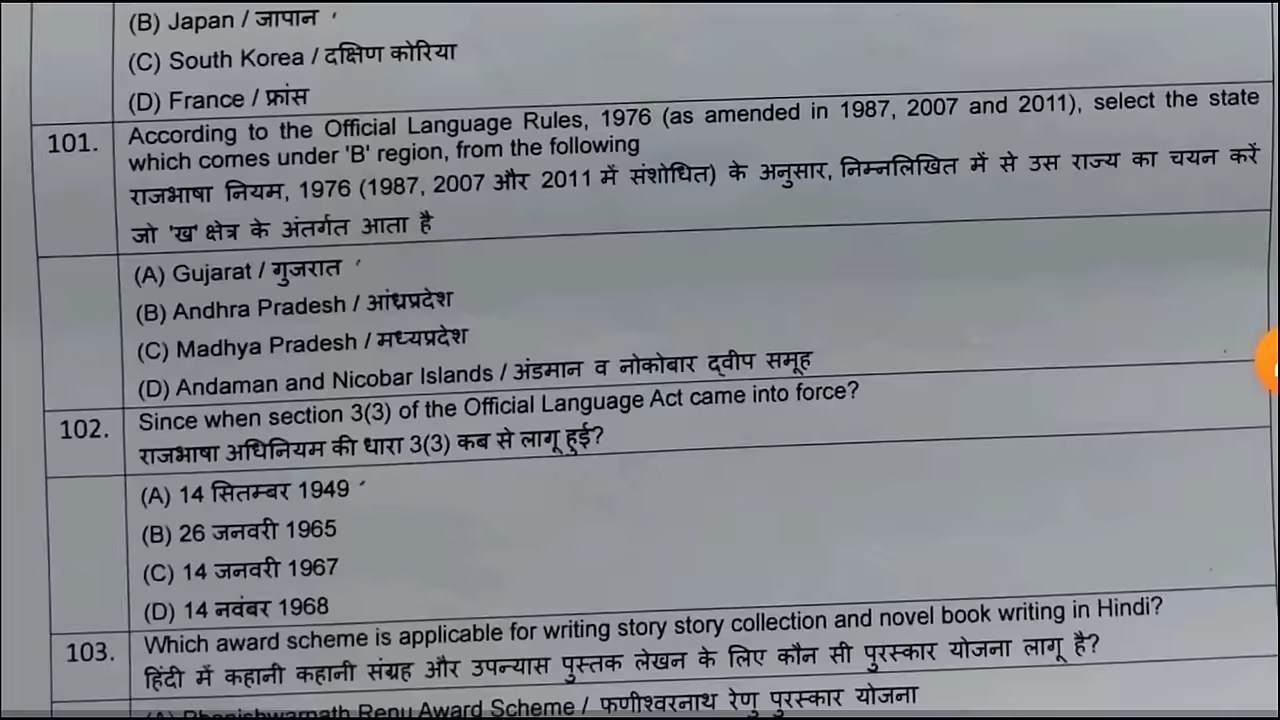 (B) Japan / जापान
(C) South Korea / दक्षिण कोरिया
(D) France / फ्रांस
101. According to the Official Language Rules, 1976 (as amended in 1987, 2007 and 2011), select the state
which comes under 'B' region, from the following
राजभाषा नियम, 1976 (1987, 2007 और 2011 में संशोधित) के अनुसार, निम्नलिखित में से उस राज्य का चयन करें
जो 'ख' क्षेत्र के अंतर्गत आता है
(A) Gujarat / गुजरात
(B) Andhra Pradesh / आंध्रप्रदेश
(C) Madhya Pradesh / मध्यप्रदेश
(D) Andaman and Nicobar Islands / अंडमान व नोकोबार द्वीप समूह
102. Since when section 3(3) of the Official Language Act came into force?
राजभाषा अधिनियम की धारा 3(3) कब से लागू हुई?
(A) 14 सितम्बर 1949
(B) 26 जनवरी 1965
(C) 14 जनवरी 1967
(D) 14 नवंबर 1968
103. Which award scheme is applicable for writing story story collection and novel book writing in Hindi?
हिंदी में कहानी कहानी संग्रह और उपन्यास पुस्तक लेखन के लिए कौन सी पुरस्कार योजना लागू है?
(A) Phanishwarnath Renu Award Scheme / फणीश्वरनाथ रेणु पुरस्कार योजना